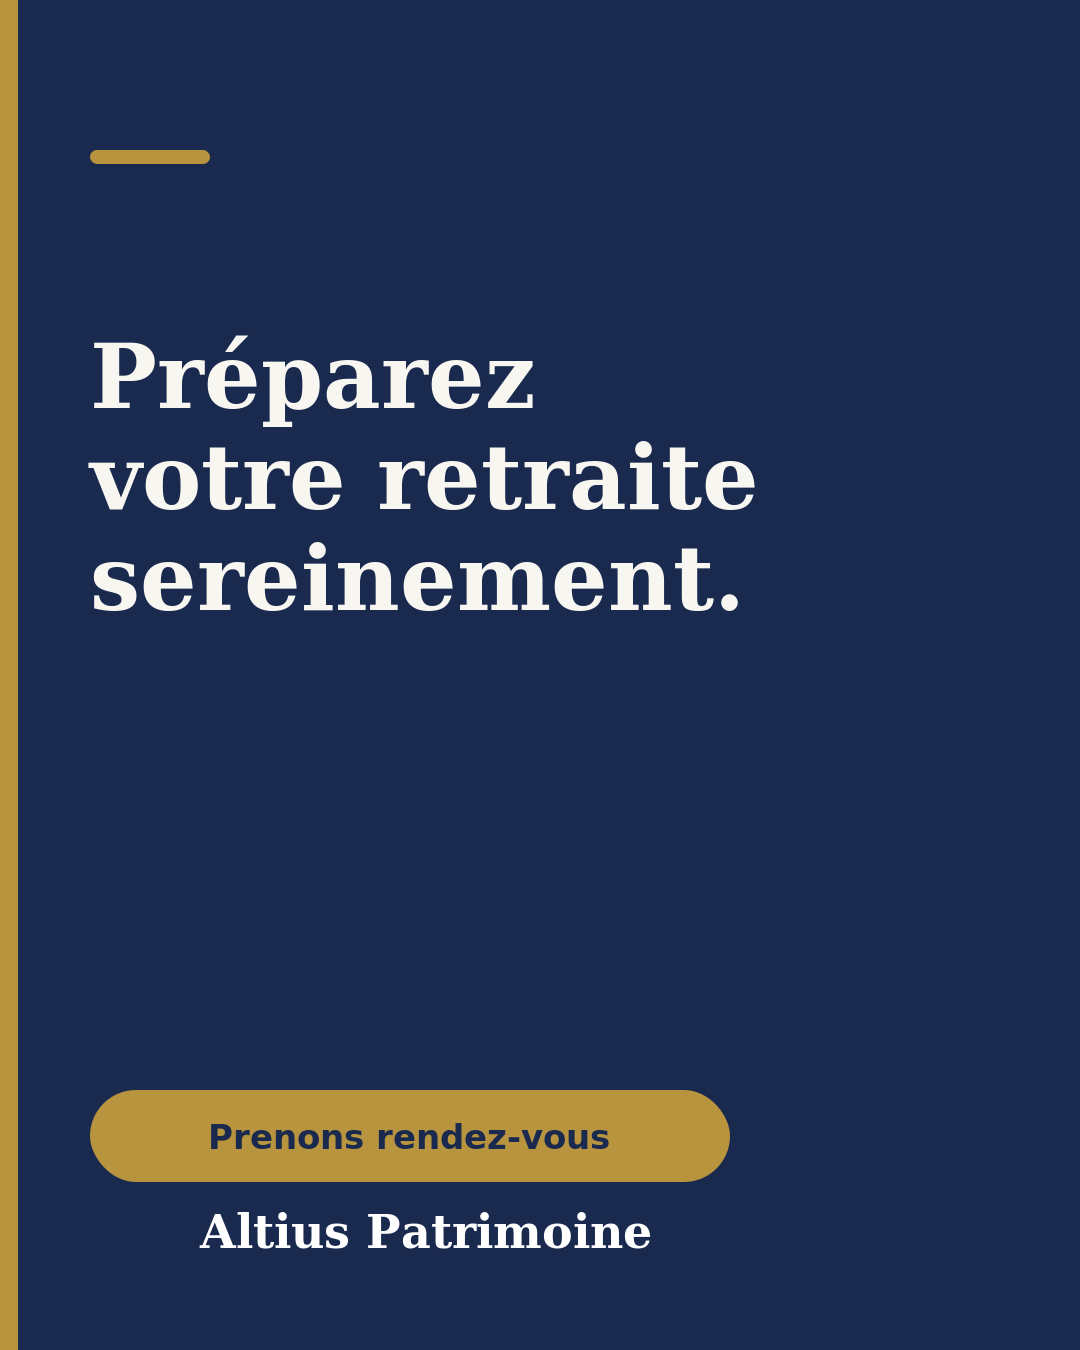 Préparez
votre retraite
sereinement.
Prenons rendez-vous
Altius Patrimoine